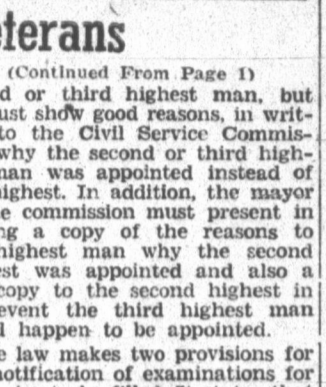 eterans
(Continued From Page 1)
d or third highest man, but
ust show good reasons, in writ-
to the Civil Service Commis-
why the second or third high-
man was appointed instead of
highest. In addition, the mayor
e commission must present in
ng a copy of the reasons to
highest man why the second
est was appointed and also a
copy to the second highest in
event the third highest man
d happen to be appointed.
e law makes two provisions for
notification of examinations for